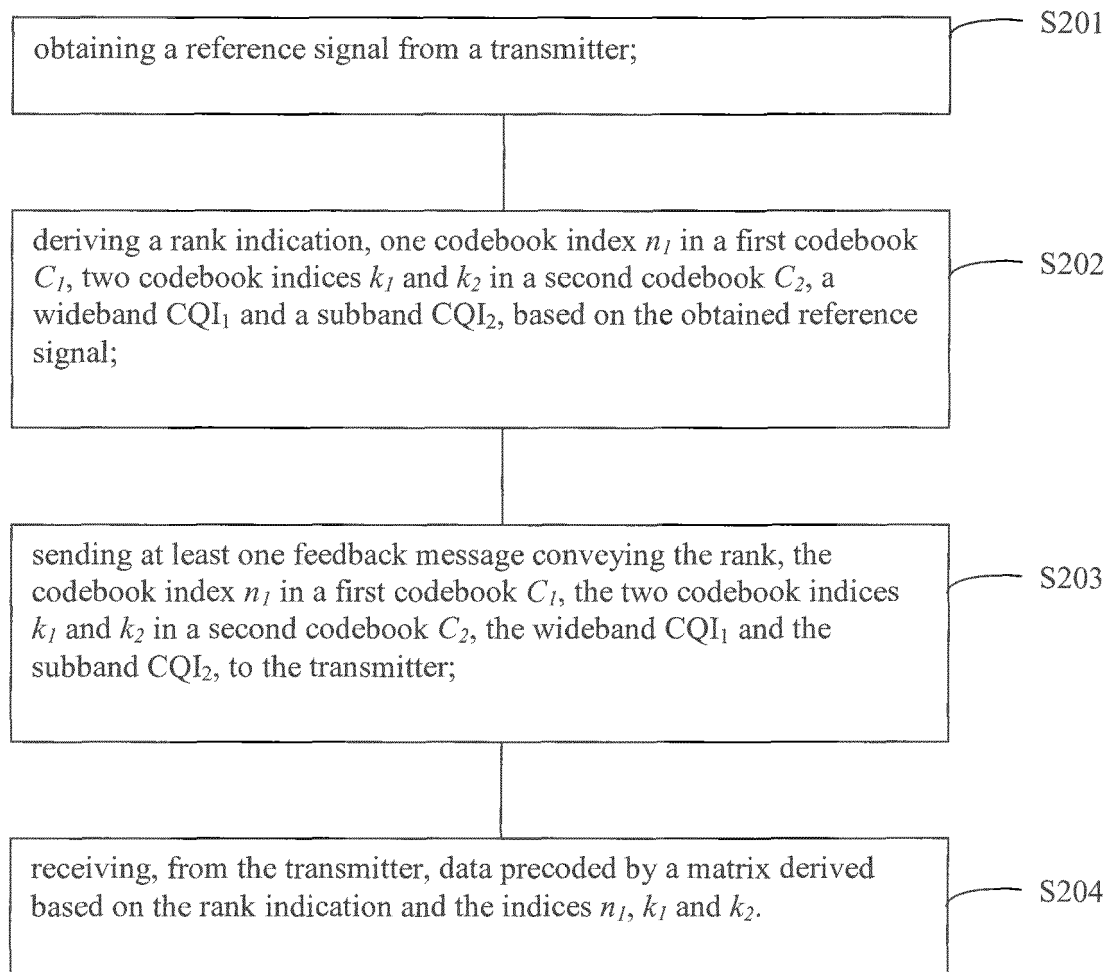 S201
obtaining a reference signal from a transmitter;
deriving a rank indication, one codebook index n₁ in a first codebook
C₁, two codebook indices k₁ and k₂ in a second codebook C₂, a
wideband CQI₁ and a subband CQI₂, based on the obtained reference
signal;
S202
sending at least one feedback message conveying the rank, the
codebook index n₁ in a first codebook C₁, the two codebook indices
k₁ and k₂ in a second codebook C₂, the wideband CQI₁ and the
subband CQI₂, to the transmitter;
S203
receiving, from the transmitter, data precoded by a matrix derived
based on the rank indication and the indices n₁, k₁ and k₂.
S204